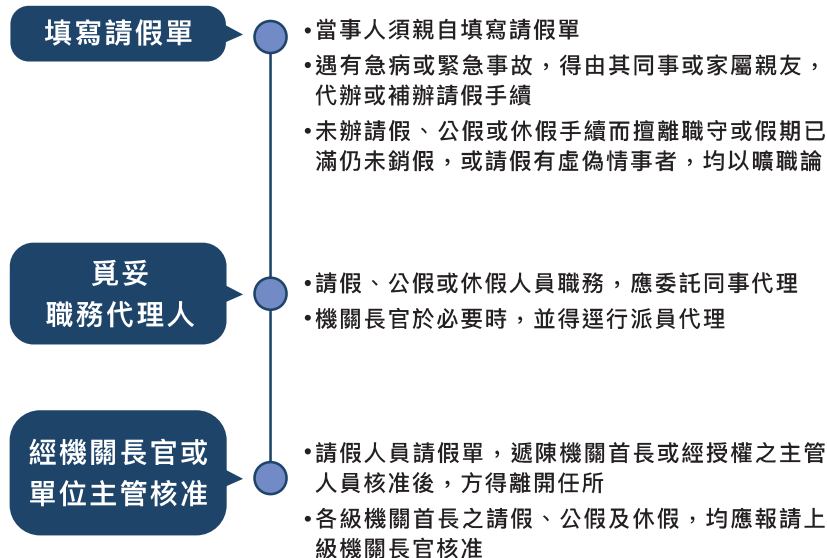 填寫請假單
•當事人須親自填寫請假單
•遇有急病或緊急事故，得由其同事或家屬親友，
代辦或補辦請假手續
•未辦請假、公假或休假手續而擅離職守或假期已
滿仍未銷假，或請假有虛偽情事者，均以曠職論
覓妥
職務代理人
•請假、公假或休假人員職務，應委託同事代理
•機關長官於必要時，並得逕行派員代理
經機關長官或
單位主管核准
•請假人員請假單，遞陳機關首長或經授權之主管
人員核准後，方得離開任所
•各級機關首長之請假、公假及休假，均應報請上
級機關長官核准